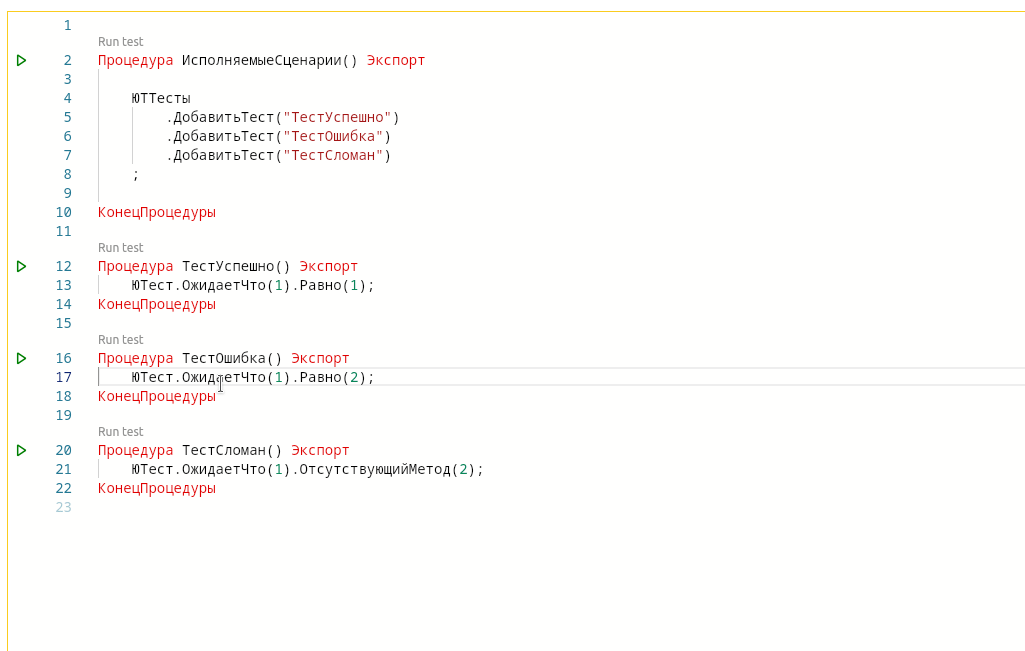 1
Run test
2 Процедура ИсполняемыеСценарии() Экспорт
3
4 ЮТТесты
5 .ДобавитьТест("ТестУспешно")
6 .ДобавитьТест("ТестОшибка")
7 .ДобавитьТест("ТестСломан")
8 ;
9
10 КонецПроцедуры
11
Run test
12 Процедура ТестУспешно() Экспорт
13 ЮТест.ОжидаетЧто(1).Равно(1);
14 КонецПроцедуры
15
Run test
16 Процедура ТестОшибка() Экспорт
17 ЮТест.ОжидаетЧто(1).Равно(2);
18 КонецПроцедуры
19
Run test
20 Процедура ТестСломан() Экспорт
21 ЮТест.ОжидаетЧто(1).ОтсутствующийМетод(2);
22 КонецПроцедуры
23